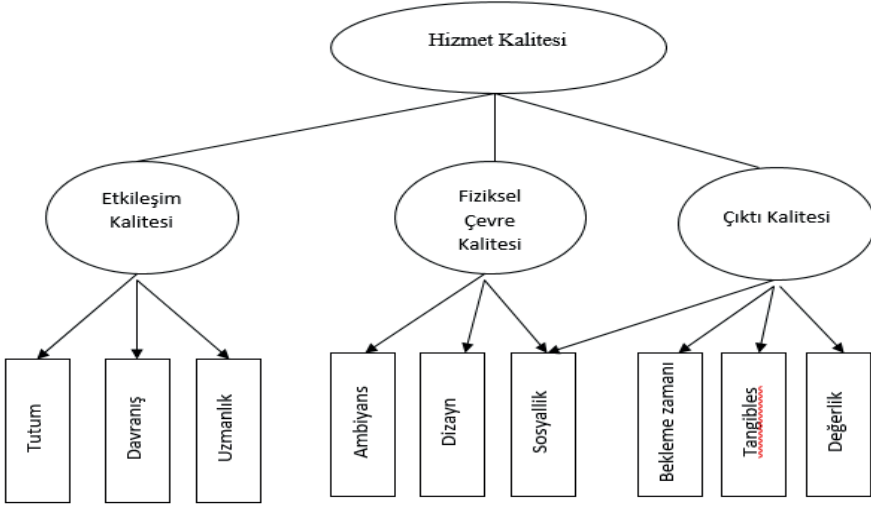 Hizmet Kalitesi
Etkileşim
Kalitesi
Fiziksel
Çevre
Kalitesi
Çıktı Kalitesi
Tutum
Davranış
Uzmanlık
Ambiyans
Dizayn
Sosyallik
Bekleme zamanı
Tangibles
Değerlik